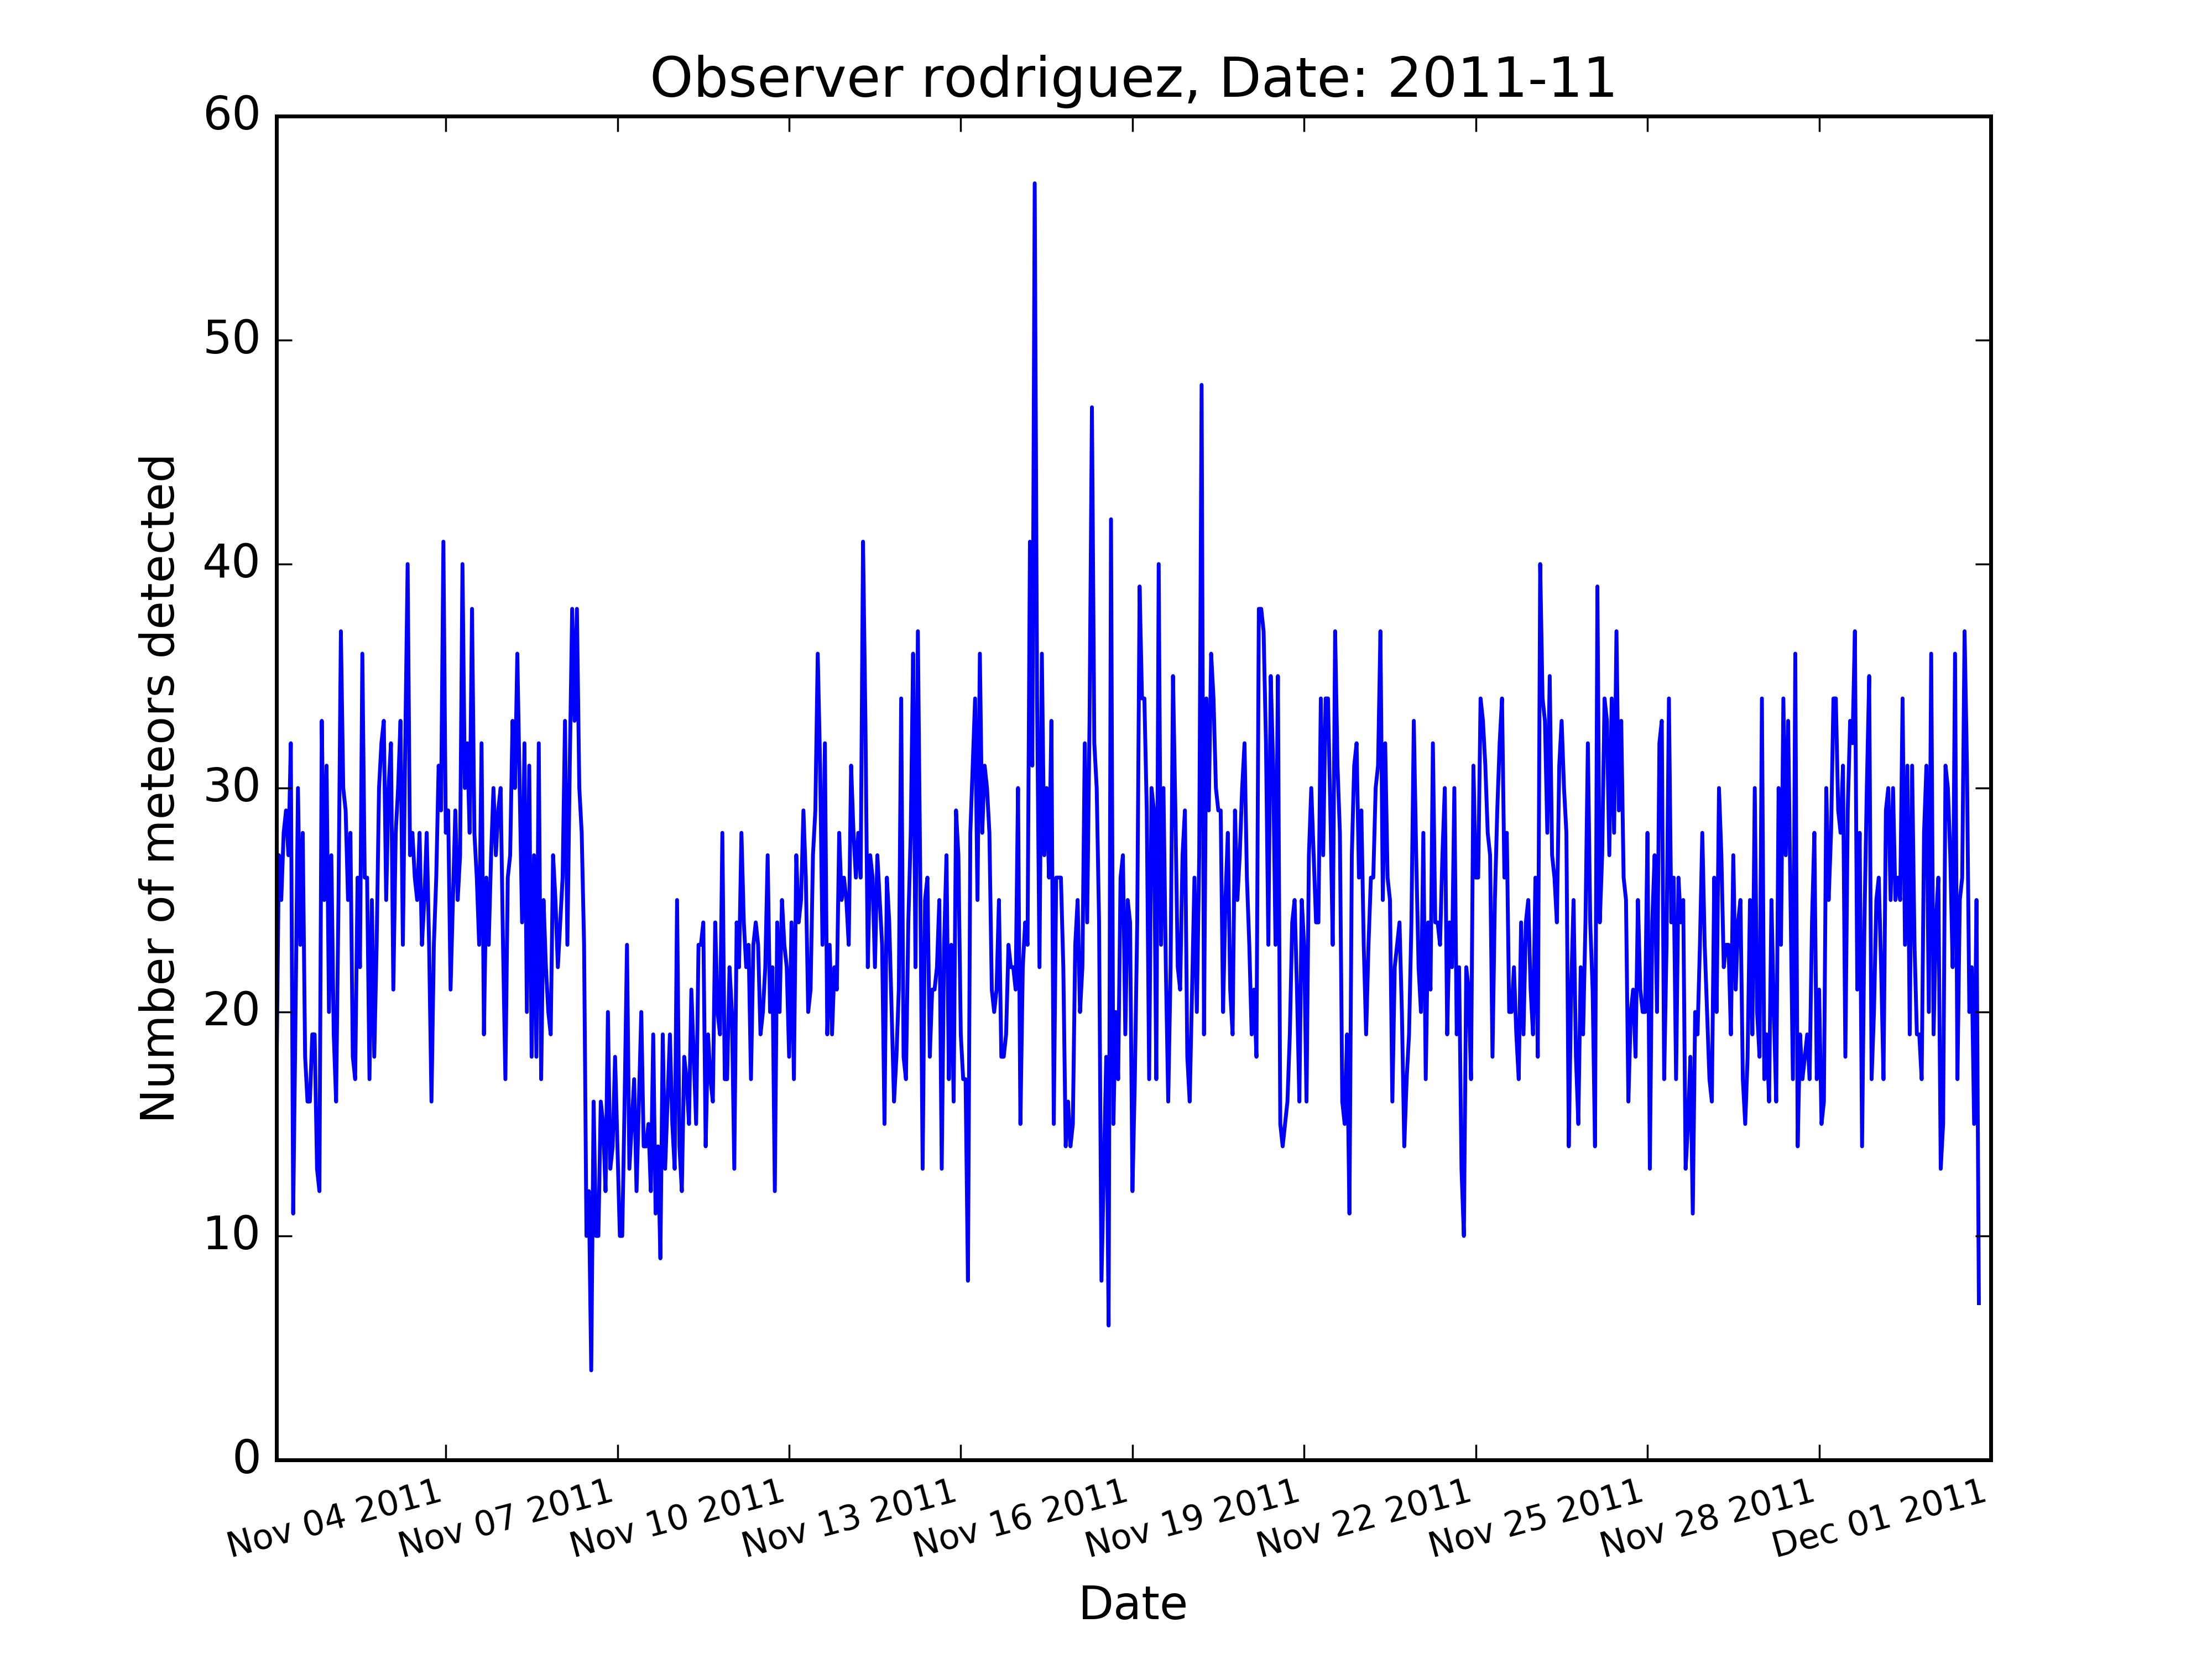 Observer rodriguez, Date: 2011-11
60
50
40
30
20
10
0
Number of meteors detected
Nov 04 2011
Nov 07 2011
Nov 10 2011
Nov 13 2011
Nov 16 2011
Nov 19 2011
Nov 22 2011
Nov 25 2011
Nov 28 2011
Dec 01 2011
Date